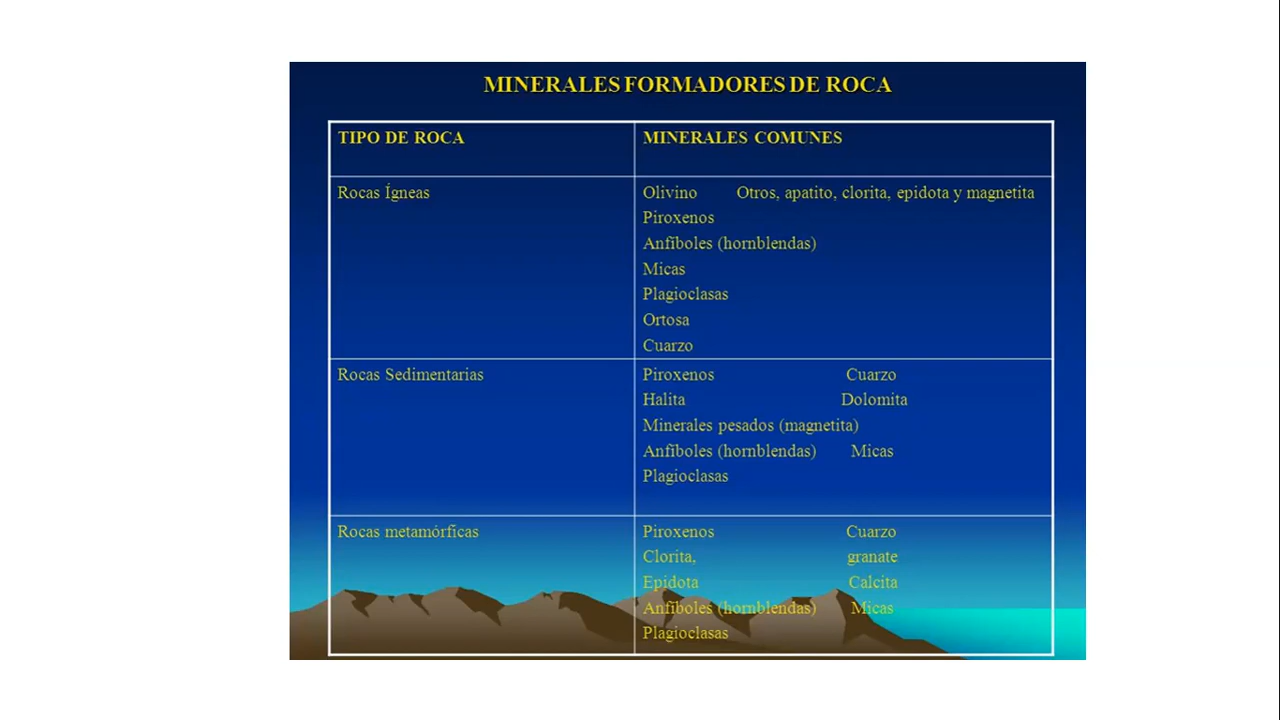 MINERALES FORMADORES DE ROCA
TIPO DE ROCA MINERALES COMUNES
Rocas Ígneas Olivino Otros, apatito, clorita, epidota y magnetita
Piroxenos
Anfíboles (hornblendas)
Micas
Plagioclasas
Ortosa
Cuarzo
Rocas Sedimentarias Piroxenos Cuarzo
Halita Dolomita
Minerales pesados (magnetita)
Anfíboles (hornblendas) Micas
Plagioclasas
Rocas metamórficas Piroxenos Cuarzo
Clorita, granate
Epidota Calcita
Anfíboles (hornblendas) Micas
Plagioclasas